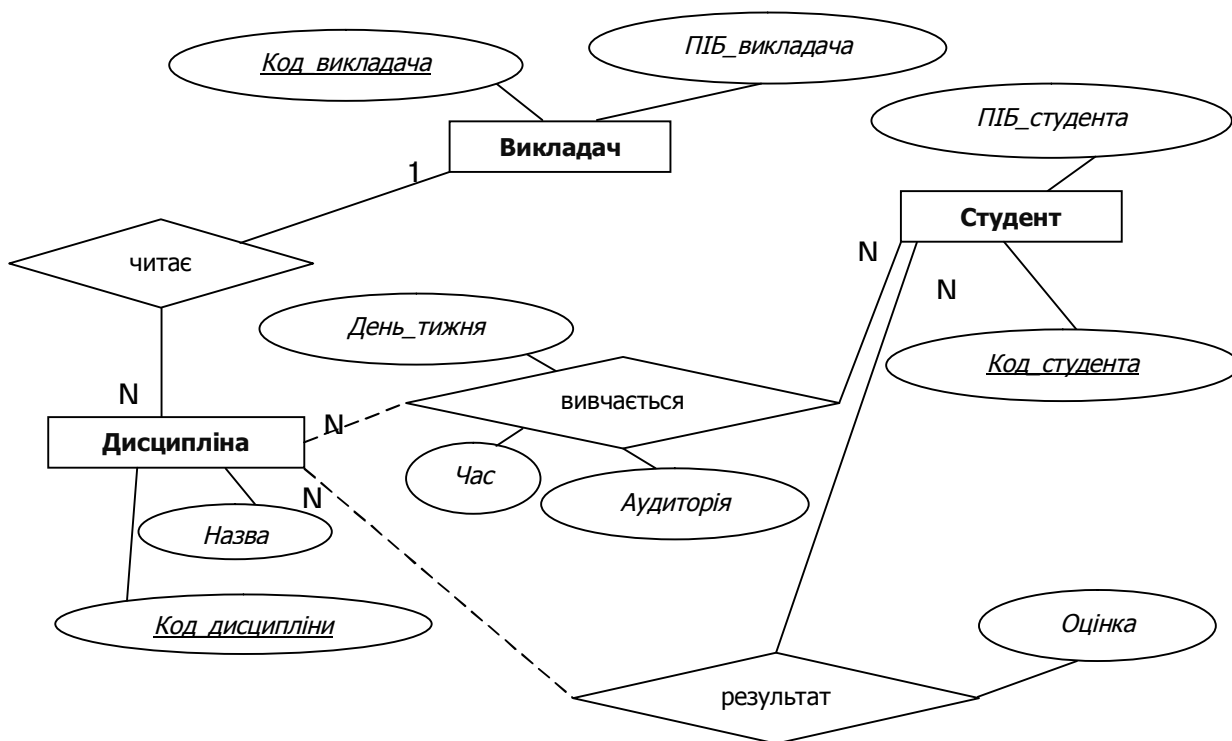 ПІБ_викладача
Код_викладача
ПІБ_студента
Викладач
1
Студент
читає
N
N
День_тижня
Код_студента
N
вивчається
N
Дисципліна
Час
N
Аудиторія
Назва
Код_дисципліни
Оцінка
результат